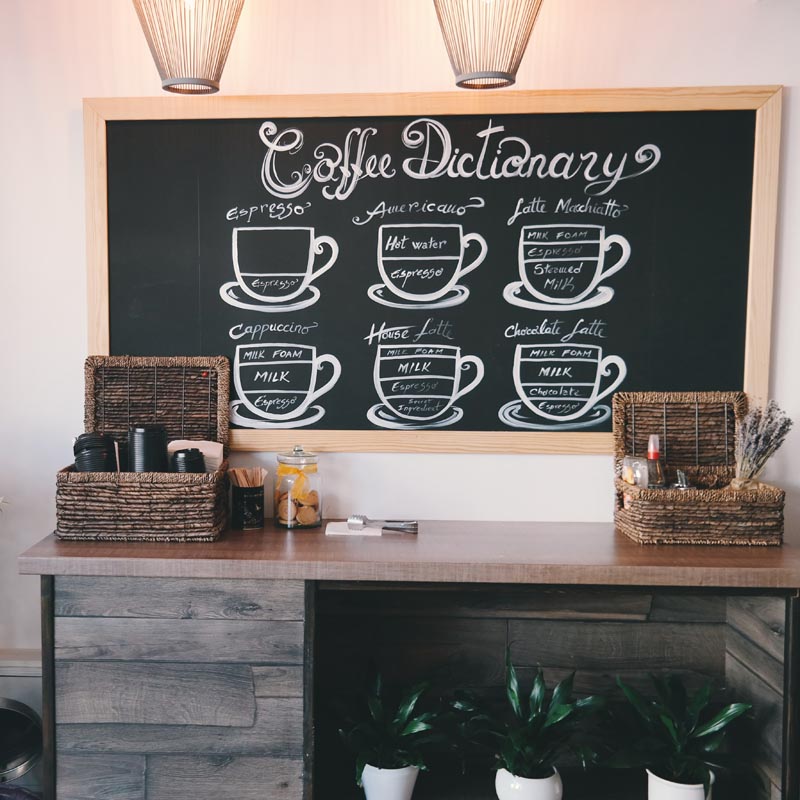 Coffee Dictionary
Espresso Americano Latte Macchiatto
Espresso
Hot water
Espresso
MILK FOAM
Espresso
Steamed
Milk
Cappuccino House Latte Chocolate Latte
MILK FOAM
MILK
Espresso
MILK FOAM
MILK
Espresso
Secret
Ingredient
MILK FOAM
MILK
Chocolate
Espresso